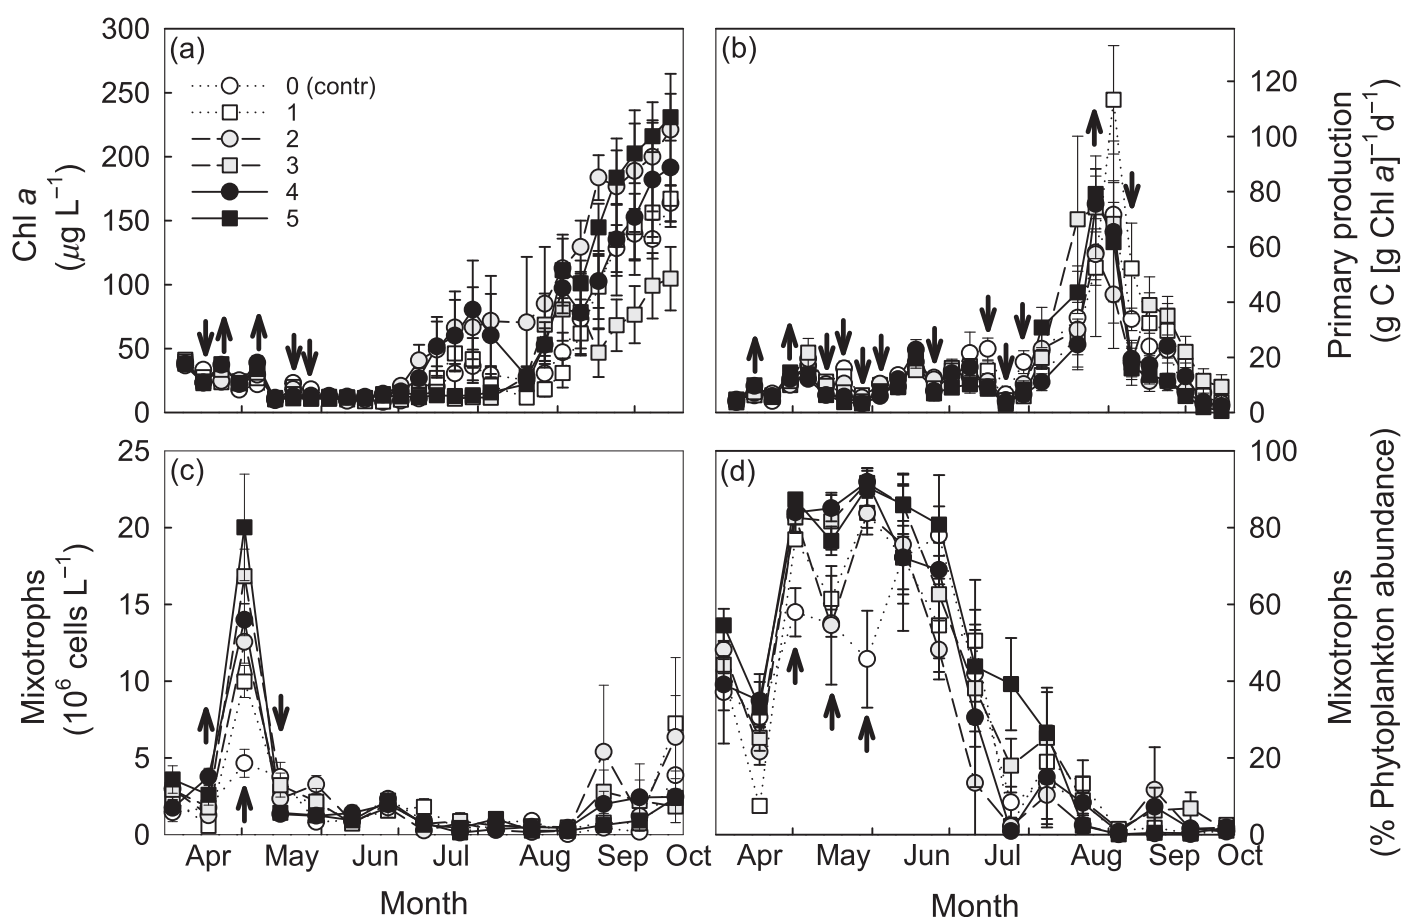 (a)
300
250
200
150
100
50
0
Chl a
(μg L−1)
0 (contr)
1
2
3
4
5
(b)
120
100
80
60
40
20
0
Primary production
(g C [g Chl a]−1d−1)
(c)
25
20
15
10
5
0
Mixotrophs
(10^6 cells L−1)
Apr May Jun Jul Aug Sep Oct
Month
(d)
100
80
60
40
20
0
Mixotrophs
(% Phytoplankton abundance)
Apr May Jun Jul Aug Sep Oct
Month